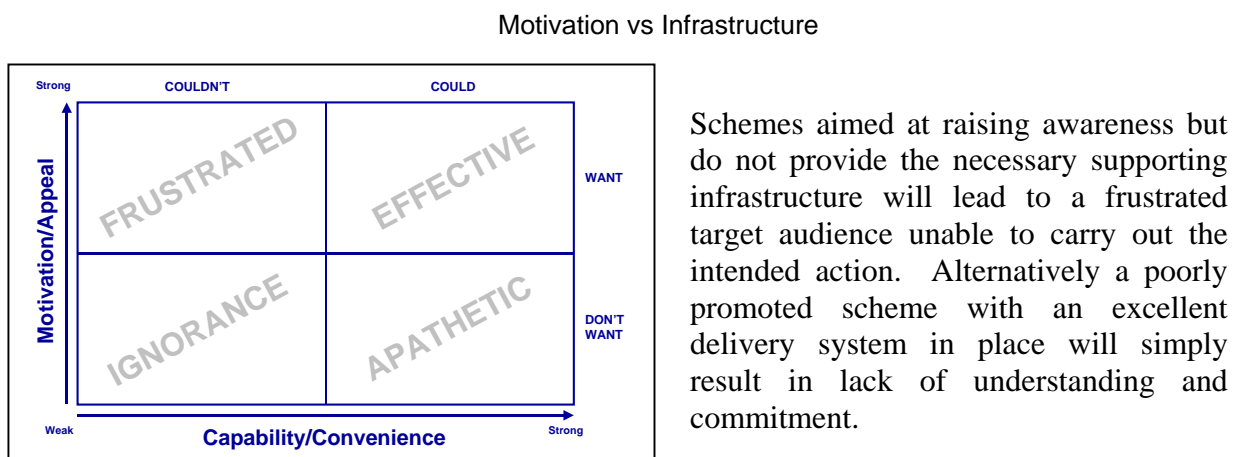 Motivation vs Infrastructure
Strong
COULDN'T
COULD
FRUSTRATED
EFFECTIVE
WANT
Motivation/Appeal
IGNORANCE
APATHETIC
DON'T
WANT
Weak
Capability/Convenience
Strong
Schemes aimed at raising awareness but
do not provide the necessary supporting
infrastructure will lead to a frustrated
target audience unable to carry out the
intended action. Alternatively a poorly
promoted scheme with an excellent
delivery system in place will simply
result in lack of understanding and
commitment.